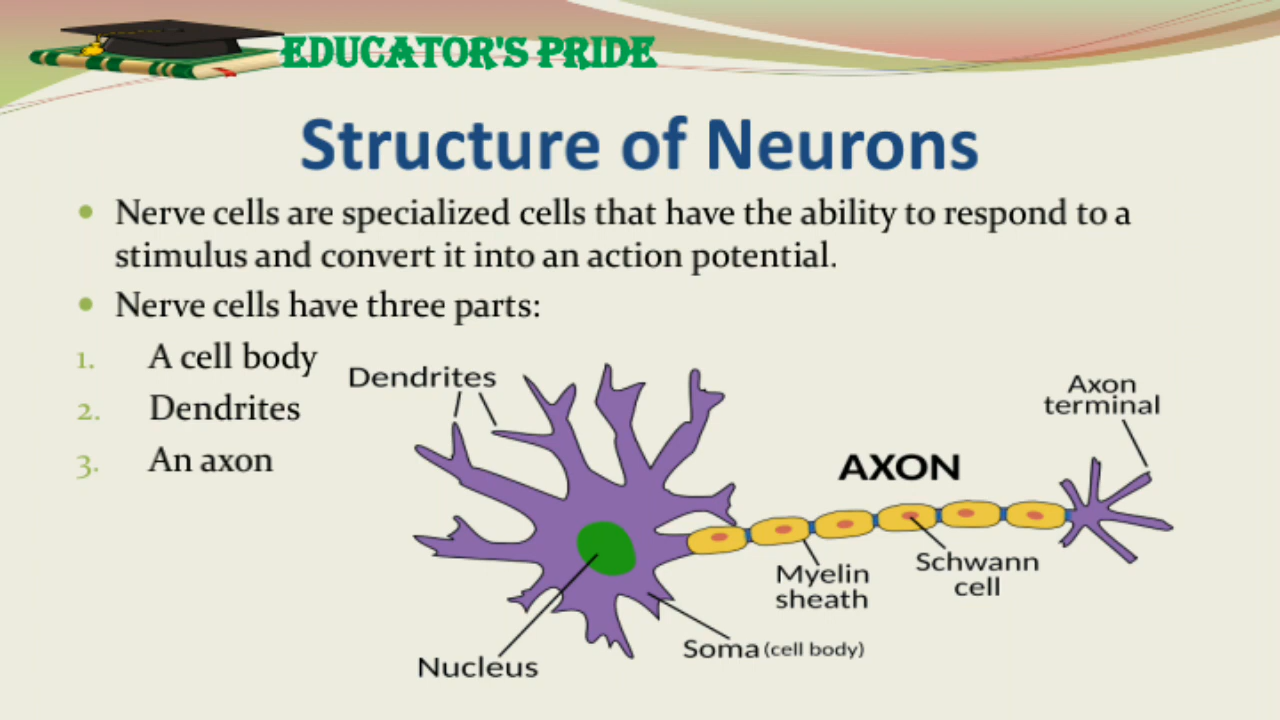 EDUCATOR'S PRIDE
Structure of Neurons
• Nerve cells are specialized cells that have the ability to respond to a
stimulus and convert it into an action potential.
• Nerve cells have three parts:
1. A cell body
2. Dendrites
3. An axon
Dendrites
Axon
terminal
AXON
Schwann
cell
Myelin
sheath
Soma (cell body)
Nucleus